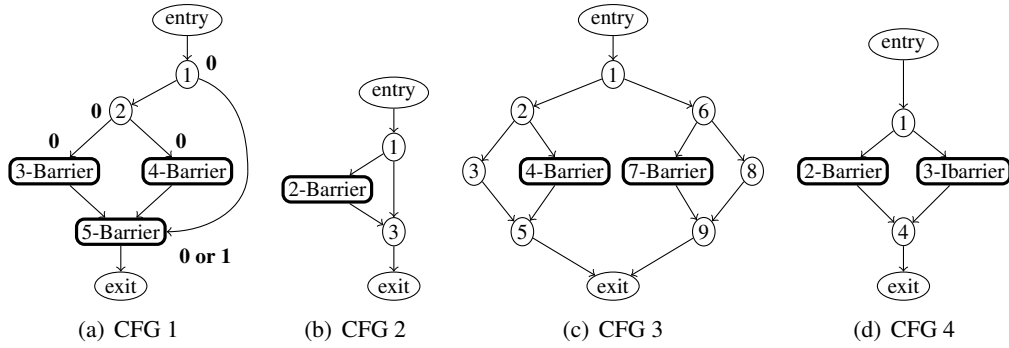 entry
1 0
0 2
0 0
3-Barrier 4-Barrier
5-Barrier
0 or 1
exit
(a) CFG 1
entry
1
2-Barrier
3
exit
(b) CFG 2
entry
1
2 6
3 4-Barrier 7-Barrier 8
5 9
exit
(c) CFG 3
entry
1
2-Barrier 3-Ibarrier
4
exit
(d) CFG 4